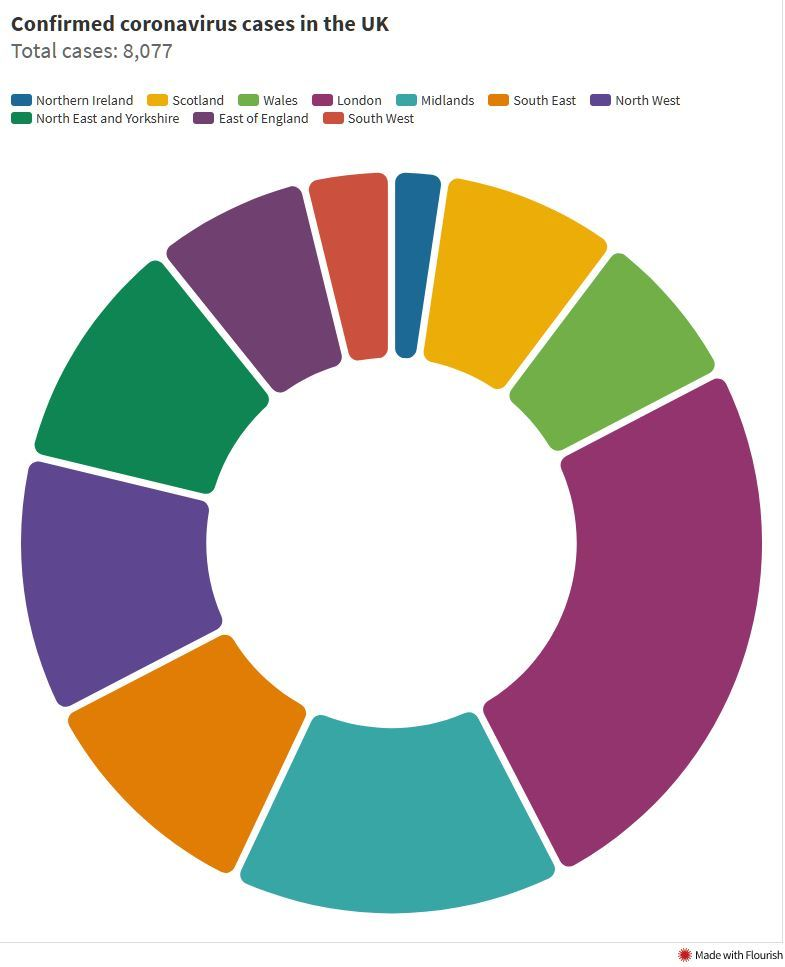 Confirmed coronavirus cases in the UK
Total cases: 8,077
Northern Ireland Scotland Wales London Midlands South East North West
North East and Yorkshire East of England South West
Made with Flourish